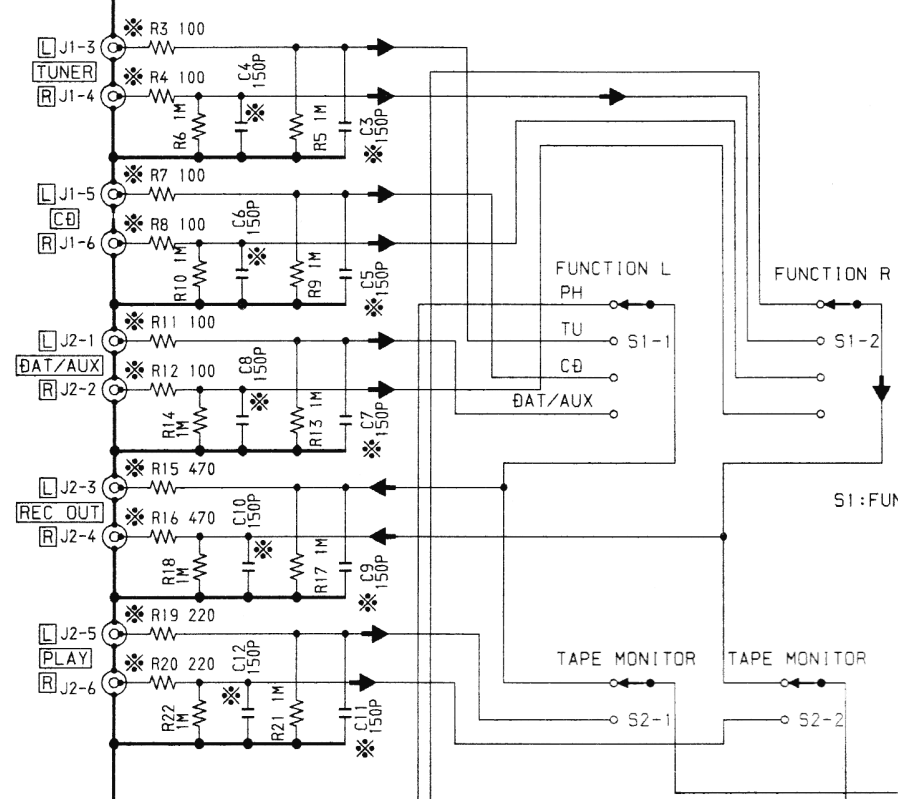 ※ R3 100
L J1-3
TUNER
※ R4 100
R J1-4
R6 1M
C4 150P ※
R5 1M
C3 150P ※
※ R7 100
L J1-5
CD
※ R8 100
R J1-6
R10 1M
C6 150P ※
R9 1M
C5 150P ※
FUNCTION L
FUNCTION R
PH
TU
S1-1
S1-2
CD
DAT/AUX
※ R11 100
L J2-1
DAT/AUX
※ R12 100
R J2-2
R14 1M
C8 150P ※
R13 1M
C7 150P ※
※ R15 470
L J2-3
REC OUT
※ R16 470
R J2-4
R18 1M
C10 150P ※
R17 1M
C9 150P ※
S1:FUN
※ R19 220
L J2-5
PLAY
※ R20 220
R J2-6
R22 1M
C12 150P ※
R21 1M
C11 150P ※
TAPE MONITOR
TAPE MONITOR
S2-1
S2-2